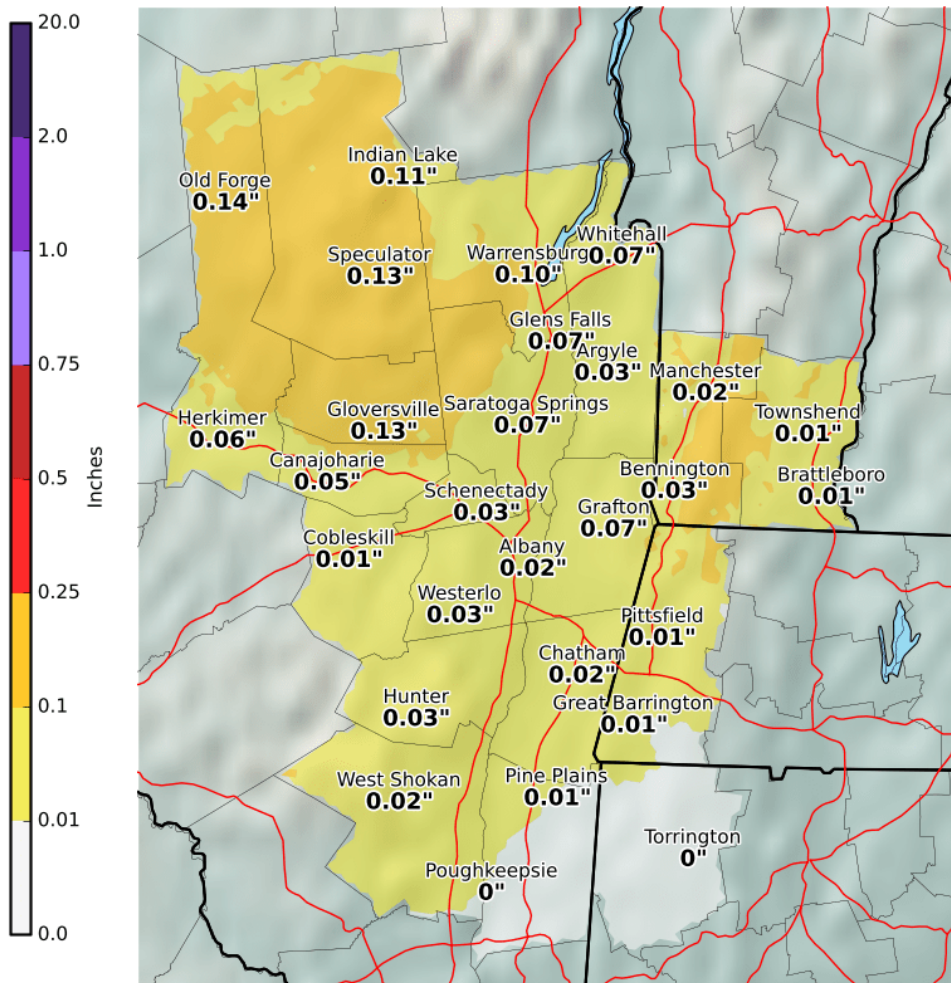 20.0
2.0
1.0
0.75
0.5
0.25
0.1
0.01
0.0
Inches
Indian Lake
0.11"
Old Forge
0.14"
Whitehall
0.07"
Speculator
0.13"
Warrensburg
0.10"
Glens Falls
0.07"
Argyle
0.03"
Manchester
0.02"
Gloversville
0.13"
Saratoga Springs
0.07"
Townshend
0.01"
Herkimer
0.06"
Canajoharie
0.05"
Bennington
0.03"
Brattleboro
0.01"
Schenectady
0.03"
Grafton
0.07"
Cobleskill
0.01"
Albany
0.02"
Westerlo
0.03"
Pittsfield
0.01"
Chatham
0.02"
Hunter
0.03"
Great Barrington
0.01"
West Shokan
0.02"
Pine Plains
0.01"
Torrington
0"
Poughkeepsie
0"